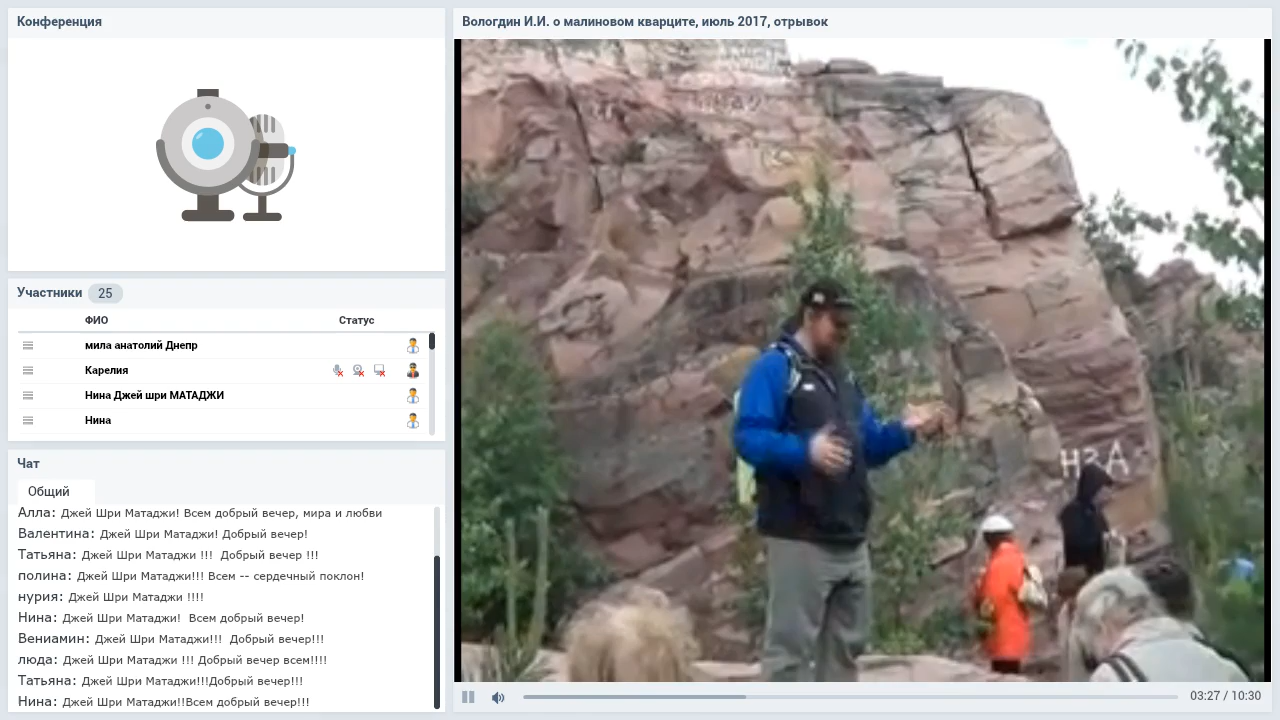 Конференция
Участники 25
ФИО Статус
мила анатолий Днепр
Карелия
Нина Джей шри МАТАДЖИ
Нина
Чат
Общий
Алла: Джей Шри Матаджи! Всем добрый вечер, мира и любви
Валентина: Джей Шри Матаджи! Добрый вечер!
Татьяна: Джей Шри Матаджи !!! Добрый вечер !!!
полина: Джей Шри Матаджи!!! Всем -- сердечный поклон!
нурия: Джей Шри Матаджи !!!!
Нина: Джей Шри Матаджи! Всем добрый вечер!
Вениамин: Джей Шри Матаджи!!! Добрый вечер!!!
люда: Джей Шри Матаджи !!! Добрый вечер всем!!!!
Татьяна: Джей Шри Матаджи!!!Добрый вечер!!!
Нина: Джей Шри Матаджи!!Всем добрый вечер!!!
Вологдин И.И. о малиновом кварците, июль 2017, отрывок
НЗА
03:27 / 10:30